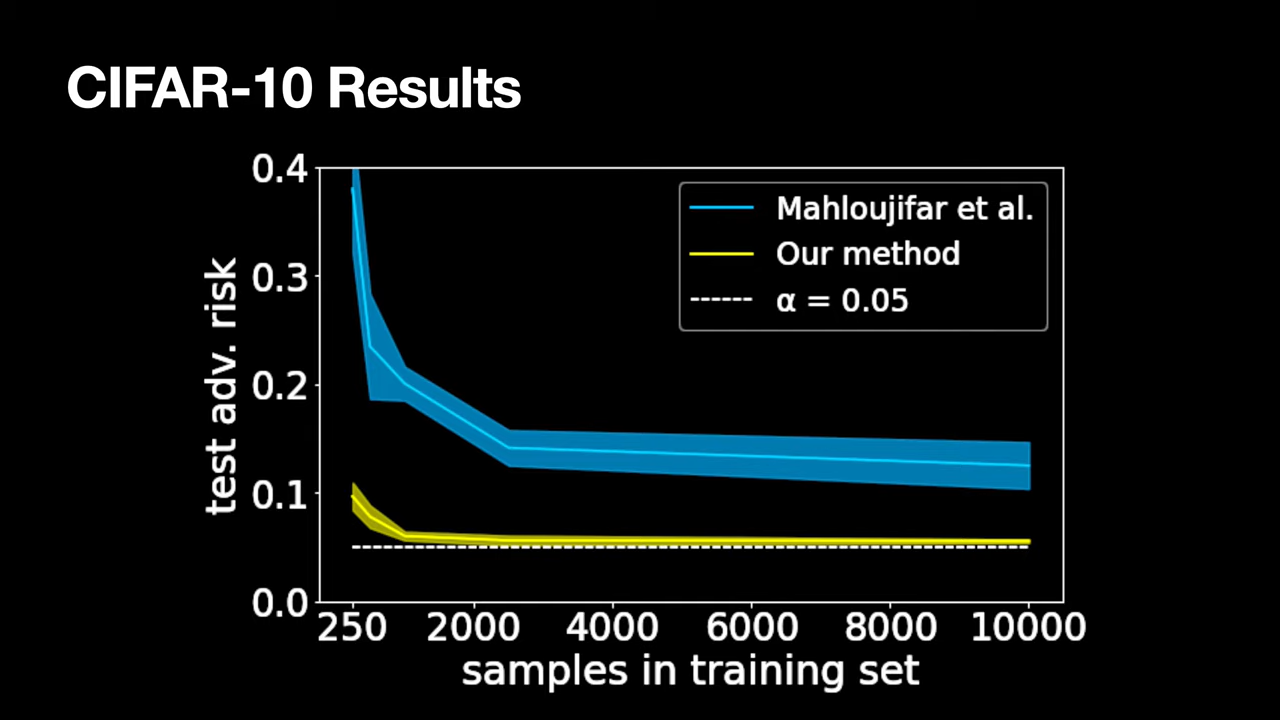 CIFAR-10 Results
0.4
0.3
0.2
0.1
0.0
test adv. risk
Mahloujifar et al.
Our method
α = 0.05
250 2000 4000 6000 8000 10000
samples in training set